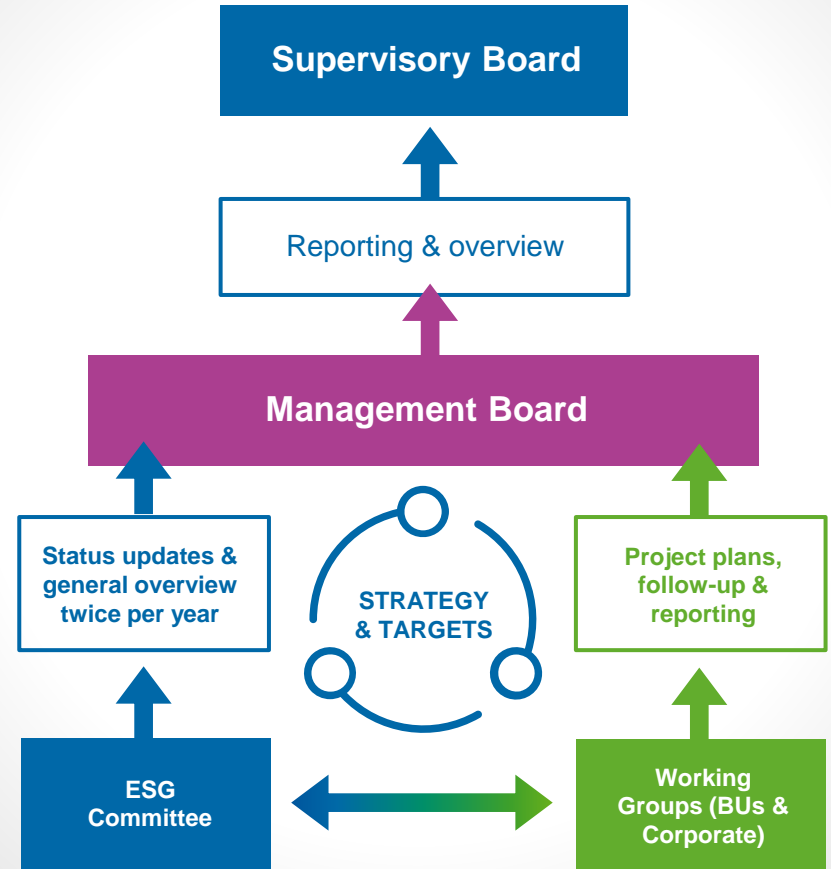 Supervisory Board
Reporting & overview
Management Board
Status updates &
general overview
twice per year
STRATEGY
& TARGETS
Project plans,
follow-up &
reporting
ESG
Committee
Working
Groups (BUs &
Corporate)